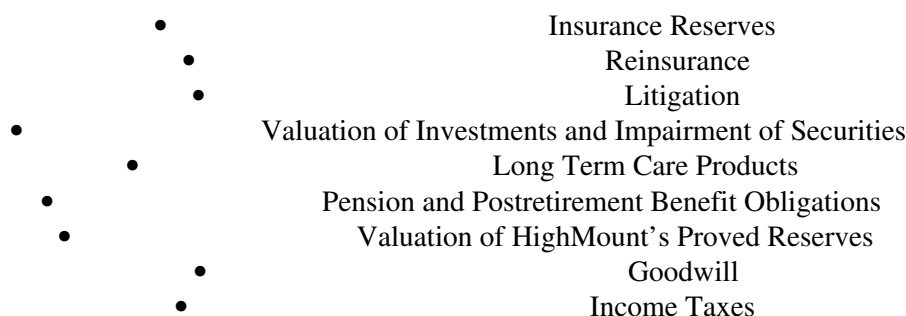 • Insurance Reserves
• Reinsurance
• Litigation
• Valuation of Investments and Impairment of Securities
• Long Term Care Products
• Pension and Postretirement Benefit Obligations
• Valuation of HighMount’s Proved Reserves
• Goodwill
• Income Taxes